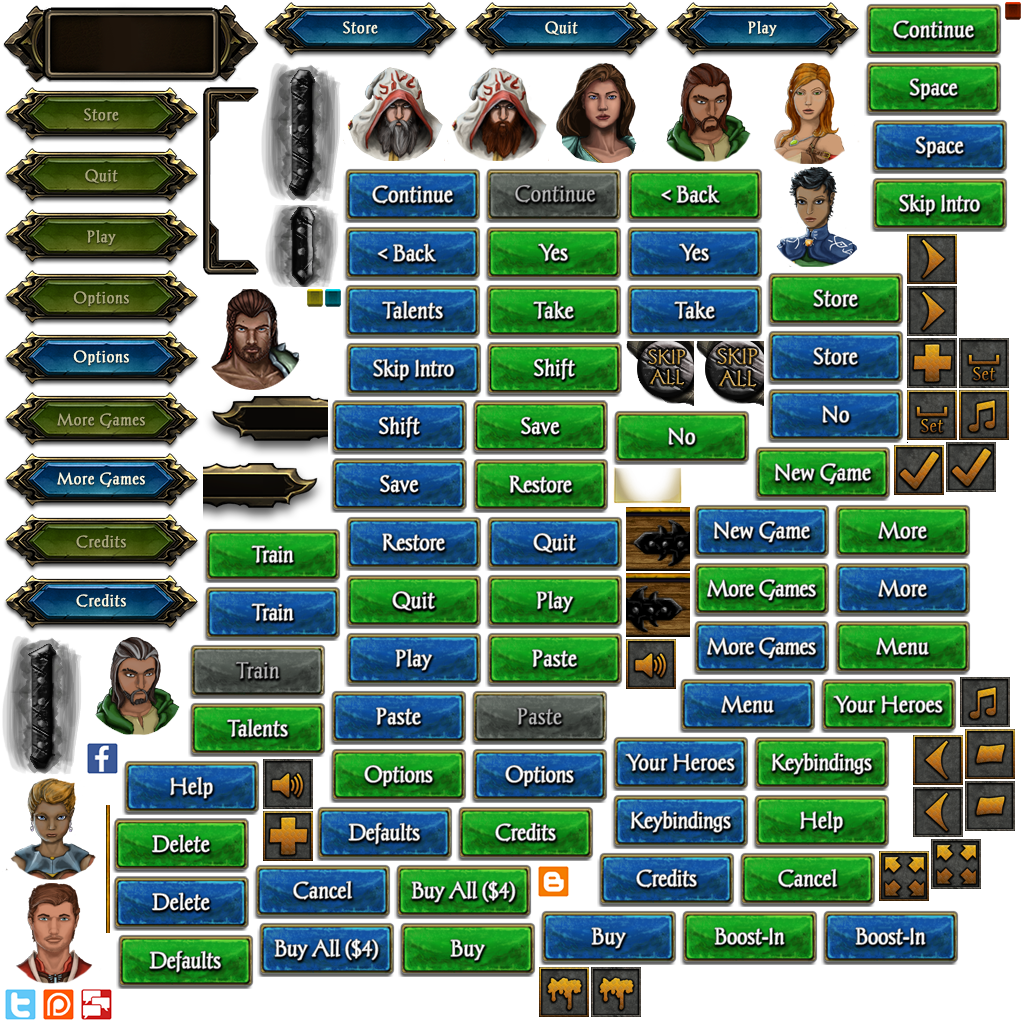 Store
Quit
Play
Continue
Store
Space
Quit
Space
Continue
Continue
< Back
Skip Intro
Play
< Back
Yes
Yes
Options
Talents
Take
Take
Store
Options
Skip Intro
Shift
SKIP
ALL
SKIP
ALL
Store
Set
More Games
Shift
Save
No
No
Set
More Games
Save
Restore
New Game
Credits
Train
Restore
Quit
New Game
More
Credits
Train
Quit
Play
More Games
More
Train
Play
Paste
More Games
Menu
Talents
Paste
Paste
Menu
Your Heroes
f
Help
Options
Options
Your Heroes
Keybindings
Delete
Defaults
Credits
Keybindings
Help
Delete
Cancel
Buy All ($4)
Credits
Cancel
Defaults
Buy All ($4)
Buy
Buy
Boost-In
Boost-In